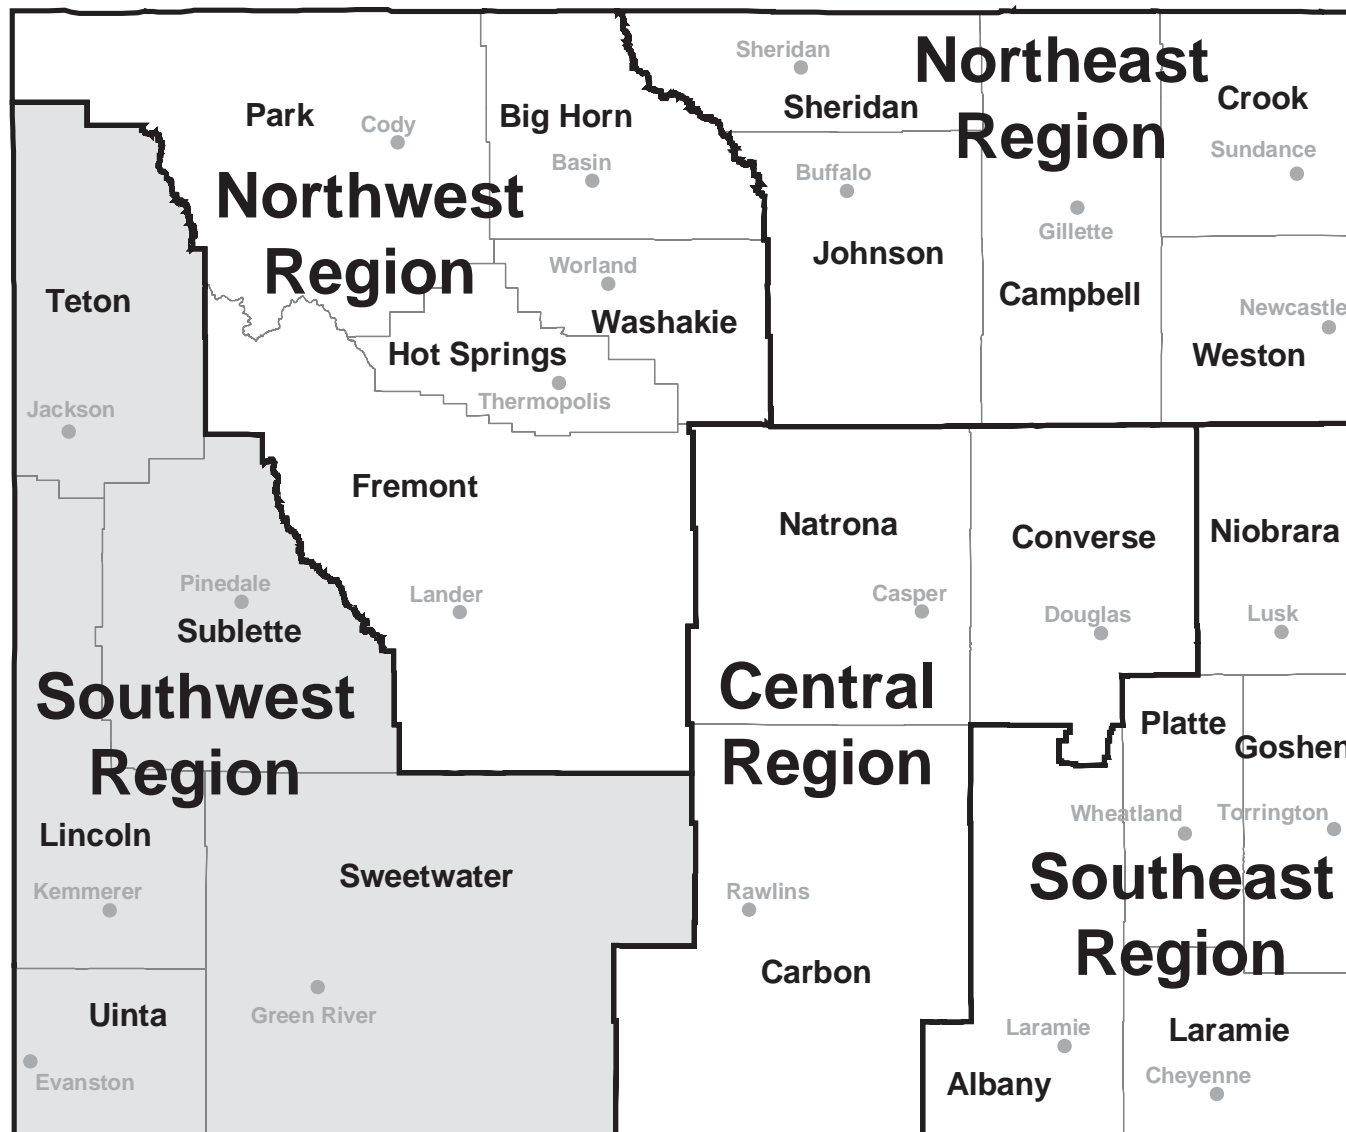 Sheridan
Northeast
Region
Crook
Park
Cody
Big Horn
Sheridan
Basin
Buffalo
Sundance
Northwest
Region
Gillette
Johnson
Worland
Teton
Campbell
Newcastle
Washakie
Hot Springs
Weston
Thermopolis
Jackson
Fremont
Natrona
Converse
Niobrara
Pinedale
Lander
Casper
Douglas
Lusk
Sublette
Southwest
Region
Central
Region
Platte
Goshen
Wheatland
Torrington
Lincoln
Sweetwater
Kemmerer
Rawlins
Southeast
Region
Carbon
Uinta
Green River
Laramie
Laramie
Evanston
Albany
Cheyenne